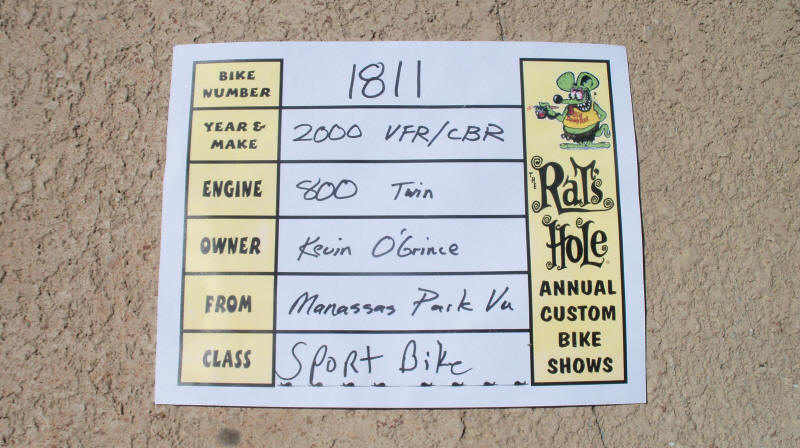 BIKE NUMBER 1811
YEAR & MAKE 2000 VFR/CBR
ENGINE 800 Twin
OWNER Kevin O'Grince
FROM Manassas Park Va
CLASS SPORT Bike
THE
RAT'S
HOLE
ANNUAL
CUSTOM
BIKE
SHOWS